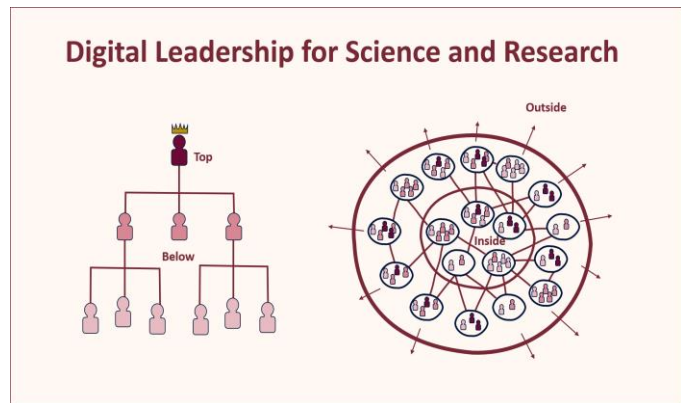 Digital Leadership for Science and Research
Outside
Top
Inside
Below